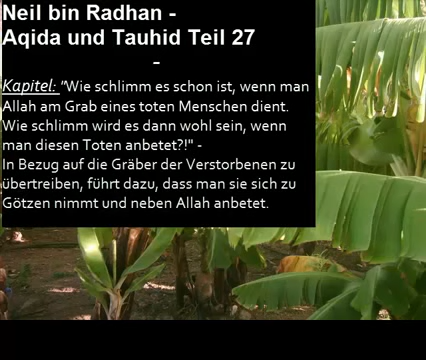 Neil bin Radhan -
Aqida und Tauhid Teil 27
-
Kapitel: "Wie schlimm es schon ist, wenn man
Allah am Grab eines toten Menschen dient.
Wie schlimm wird es dann wohl sein, wenn
man diesen Toten anbetet?!" -
In Bezug auf die Gräber der Verstorbenen zu
übertreiben, führt dazu, dass man sie sich zu
Götzen nimmt und neben Allah anbetet.